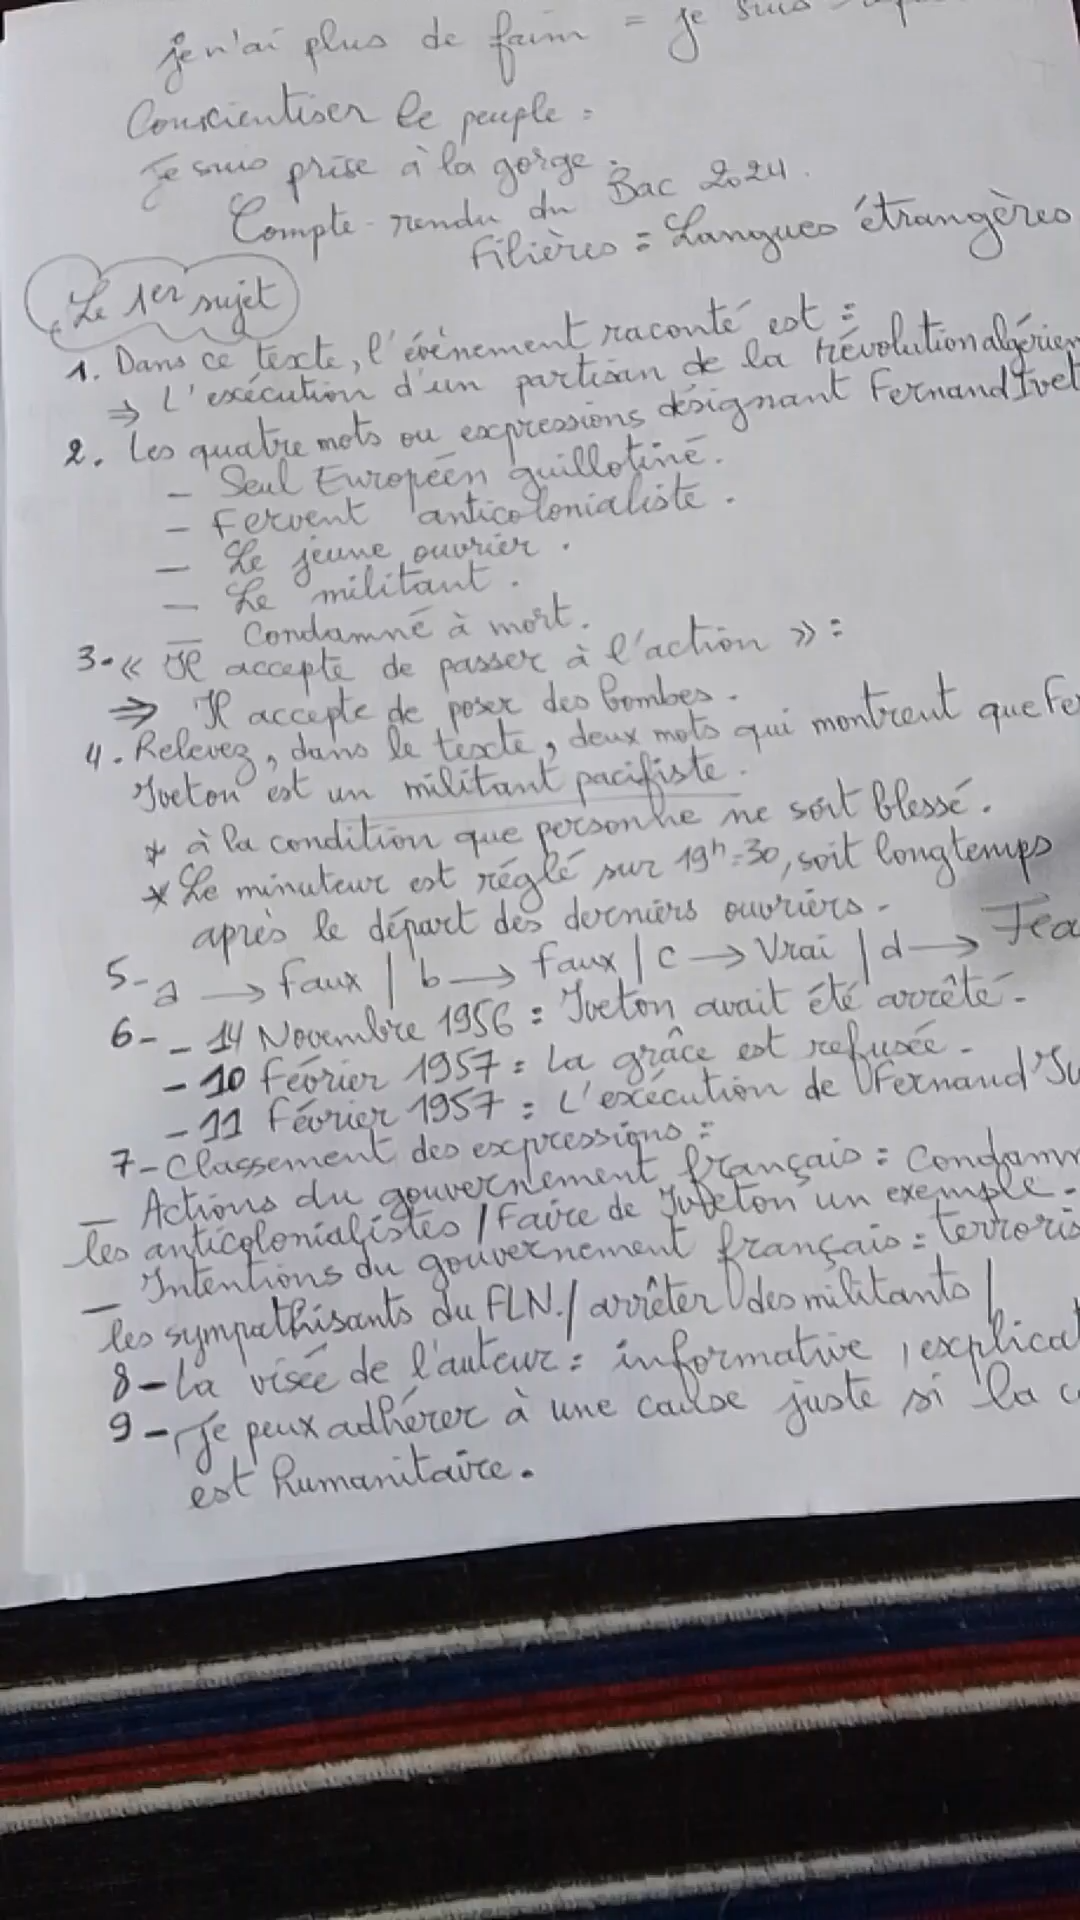 je n'ai plus de faim = je suis
Conscientiser le peuple :
Je suis prise à la gorge :
Compte-rendu du Bac 2024.
Filières : Langues étrangères
Le 1er sujet
1. Dans ce texte, l'événement raconté est :
⇒ L'exécution d'un partisan de la révolution algérien
2. Les quatre mots ou expressions désignant Fernand Ivet
- Seul Européen guillotiné.
- Fervent anticolonialiste.
- Le jeune ouvrier.
- Le militant.
- Condamné à mort.
3- « Il accepte de passer à l'action » :
⇒ Il accepte de poser des bombes.
4. Relevez, dans le texte, deux mots qui montrent que Fe
Iveton est un militant pacifiste.
* à la condition que personne ne soit blessé.
* Le minuteur est réglé sur 19h:30, soit longtemps
après le départ des derniers ouvriers.
5- a → faux / b → faux / c → Vrai / d →
6- - 14 Novembre 1956 : Iveton avait été arrêté.
- 10 Février 1957 : La grâce est refusée.
- 11 Février 1957 : L'exécution de Fernand Iv
7- Classement des expressions :
- Actions du gouvernement français : Condamn
les anticolonialistes / Faire de Iveton un exemple.
- Intentions du gouvernement français : terroris
les sympathisants du FLN. / arrêter des militants /
8- La visée de l'auteur : informative, explicat
9- Je peux adhérer à une cause juste si la c
est humanitaire.